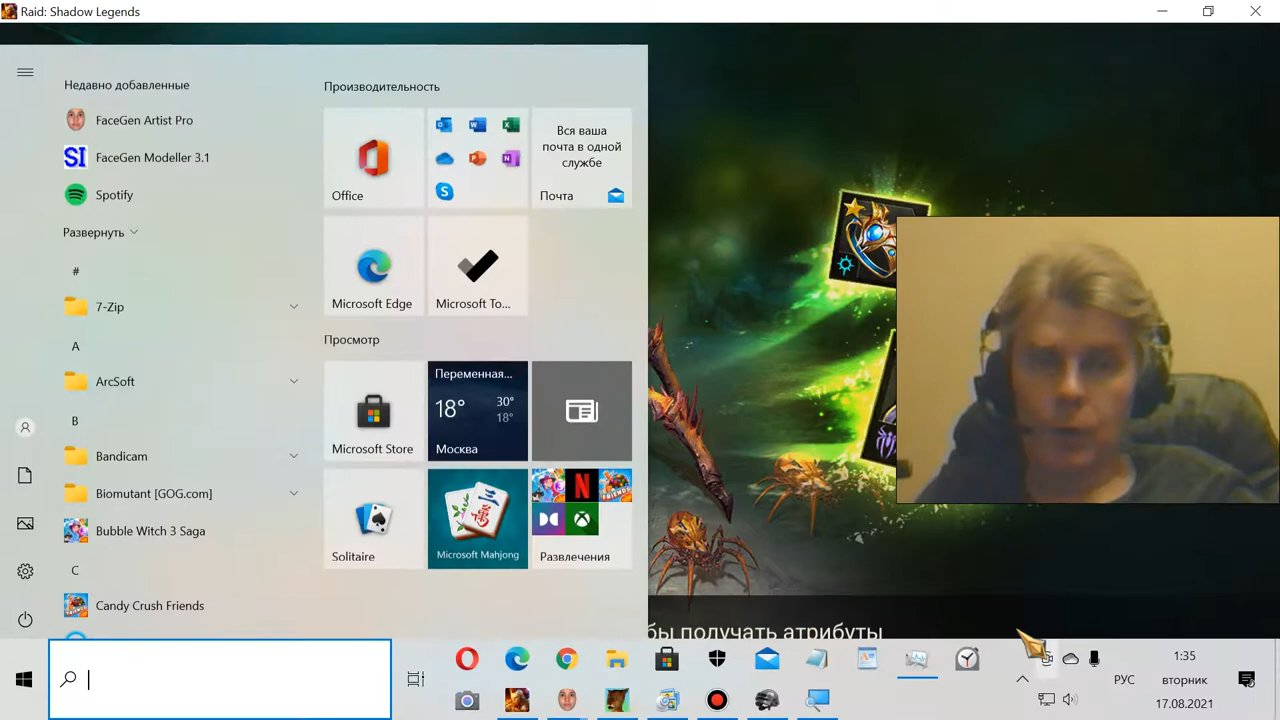 Raid: Shadow Legends
Недавно добавленные
FaceGen Artist Pro
FaceGen Modeller 3.1
Spotify
Развернуть
#
7-Zip
A
ArcSoft
B
Bandicam
Biomutant [GOG.com]
Bubble Witch 3 Saga
C
Candy Crush Friends
Производительность
Office
Вся ваша
почта в одной
службе
Почта
Microsoft Edge
Microsoft To...
Просмотр
Microsoft Store
Переменная...
18° 30°
18°
Москва
Solitaire
Microsoft Mahjong
Развлечения
бы получать атрибуты
РУС
1:35
вторник
17.08.2021